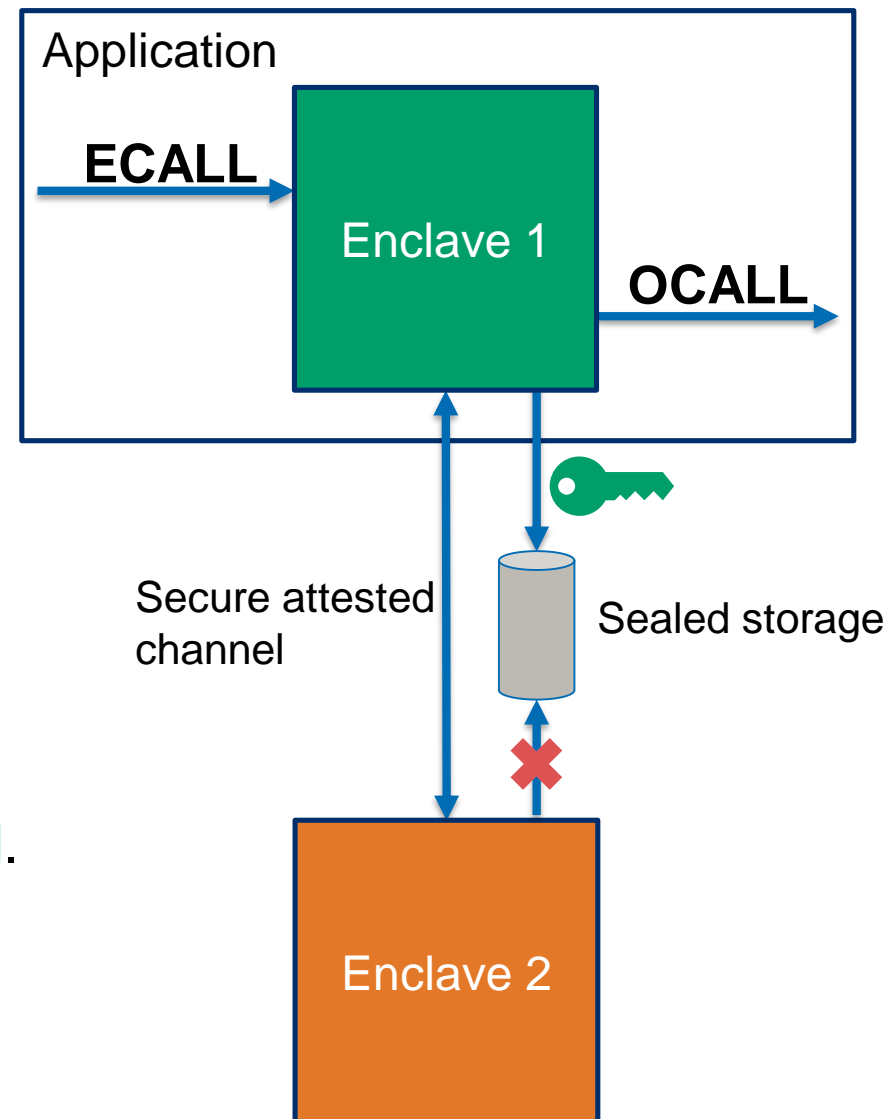 Application
ECALL
Enclave 1
OCALL
Secure attested
channel
Sealed storage
.
Enclave 2